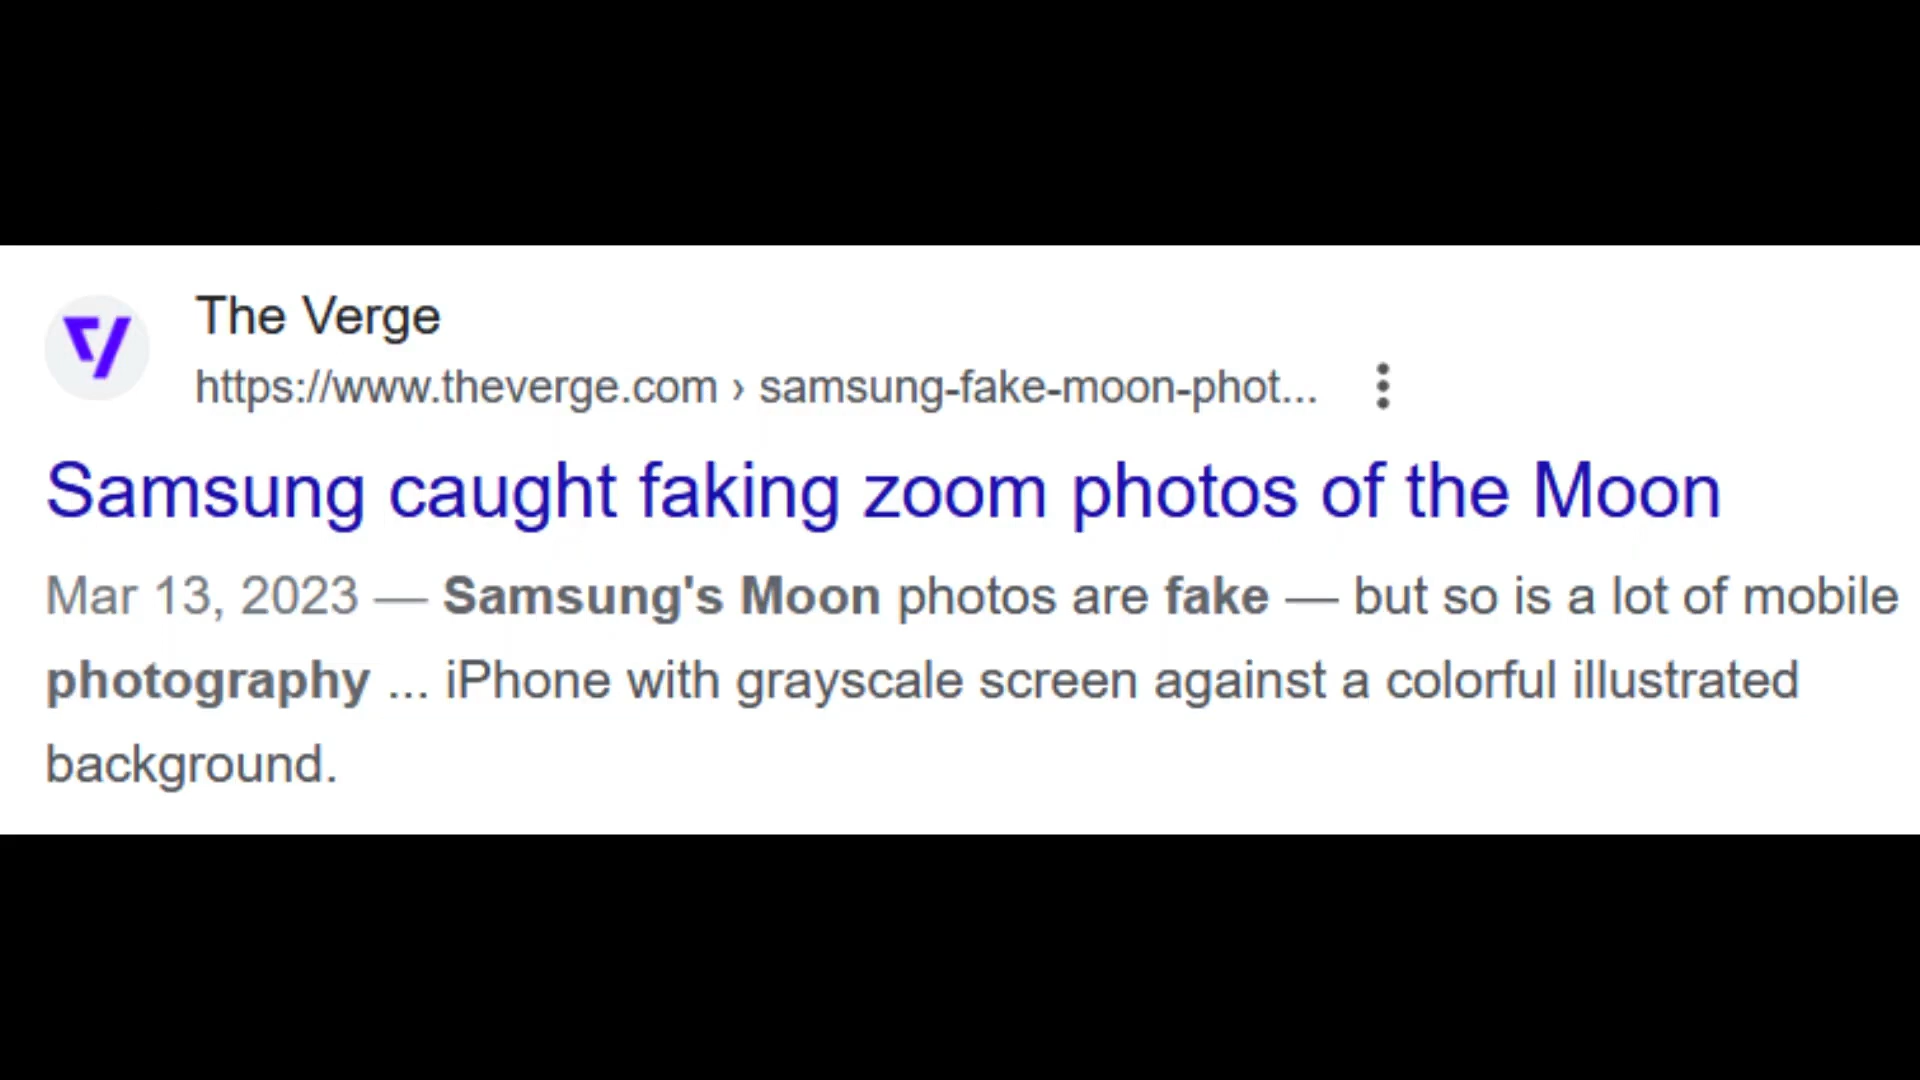 The Verge
https://www.theverge.com › samsung-fake-moon-phot...
Samsung caught faking zoom photos of the Moon
Mar 13, 2023 — Samsung's Moon photos are fake — but so is a lot of mobile
photography ... iPhone with grayscale screen against a colorful illustrated
background.